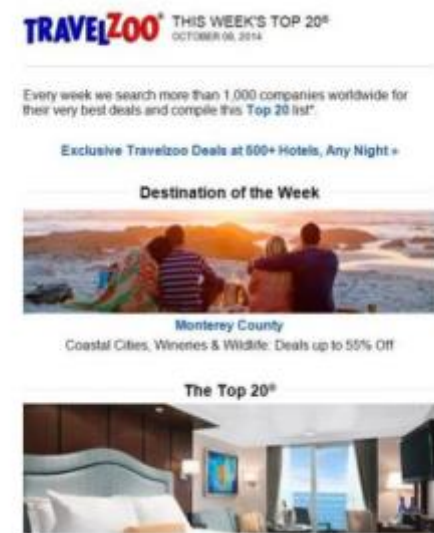 TRAVELZOO® THIS WEEK'S TOP 20®
OCTOBER 08, 2014
Every week we search more than 1,000 companies worldwide for
their very best deals and compile this Top 20 list*.
Exclusive Travelzoo Deals at 600+ Hotels, Any Night »
Destination of the Week
Monterey County
Coastal Cities, Wineries & Wildlife: Deals up to 55% Off
The Top 20®